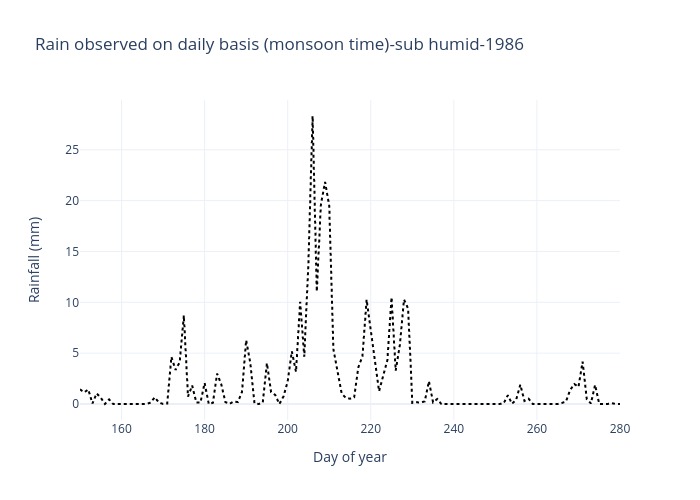 Rain observed on daily basis (monsoon time)-sub humid-1986
25
20
15
10
5
0
Rainfall (mm)
160 180 200 220 240 260 280
Day of year